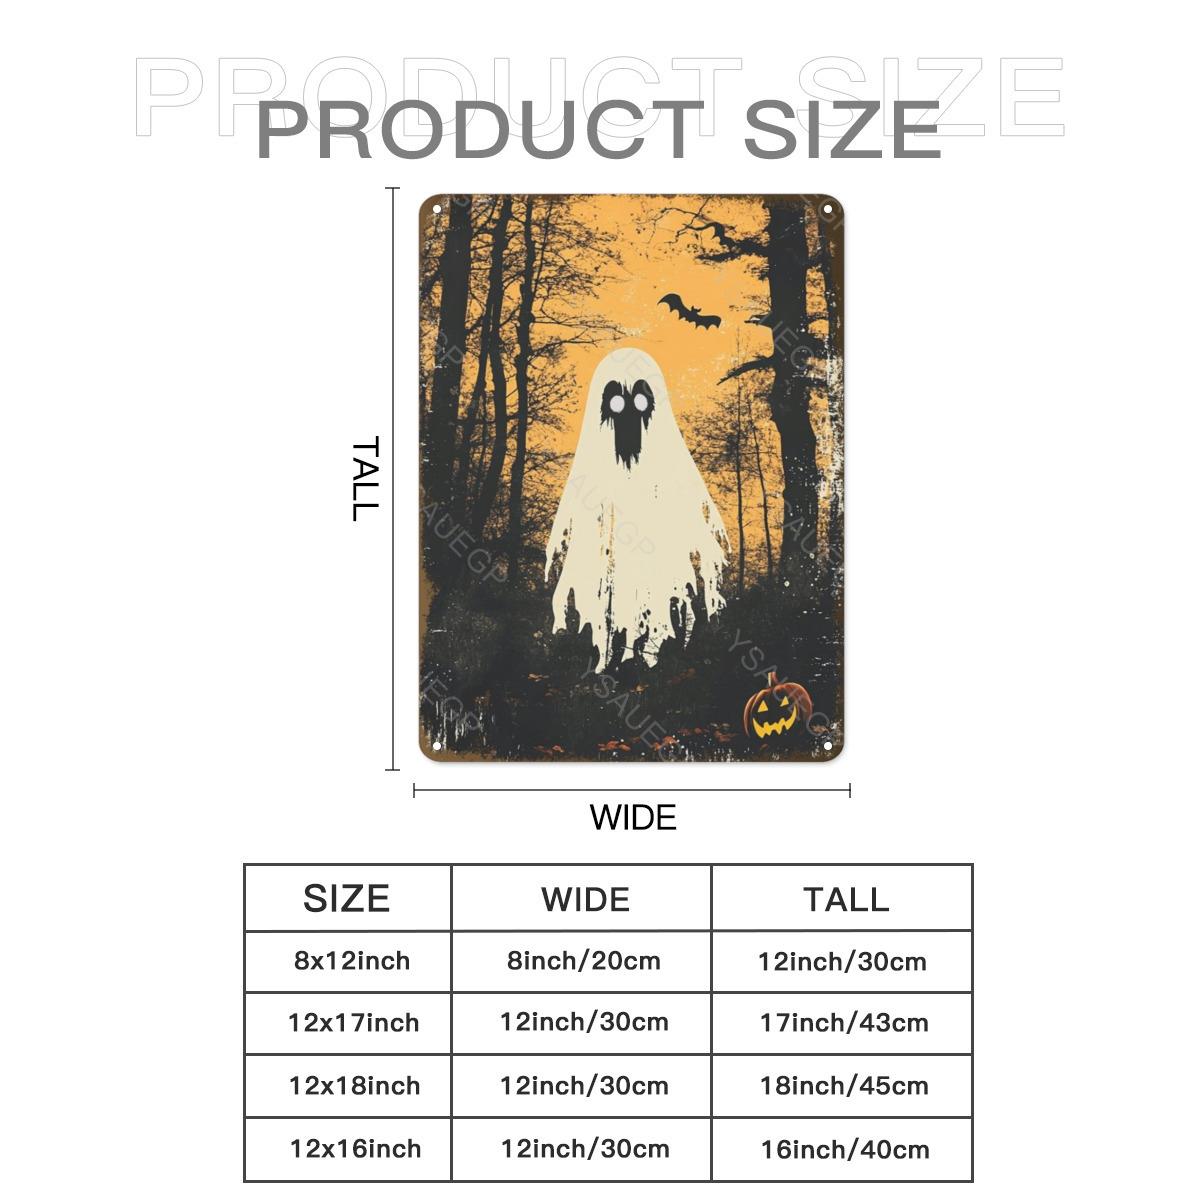 PRODUCT SIZE
PRODUCT SIZE
TALL
YSAUEGP
WIDE
SIZE WIDE TALL
8x12inch 8inch/20cm 12inch/30cm
12x17inch 12inch/30cm 17inch/43cm
12x18inch 12inch/30cm 18inch/45cm
12x16inch 12inch/30cm 16inch/40cm